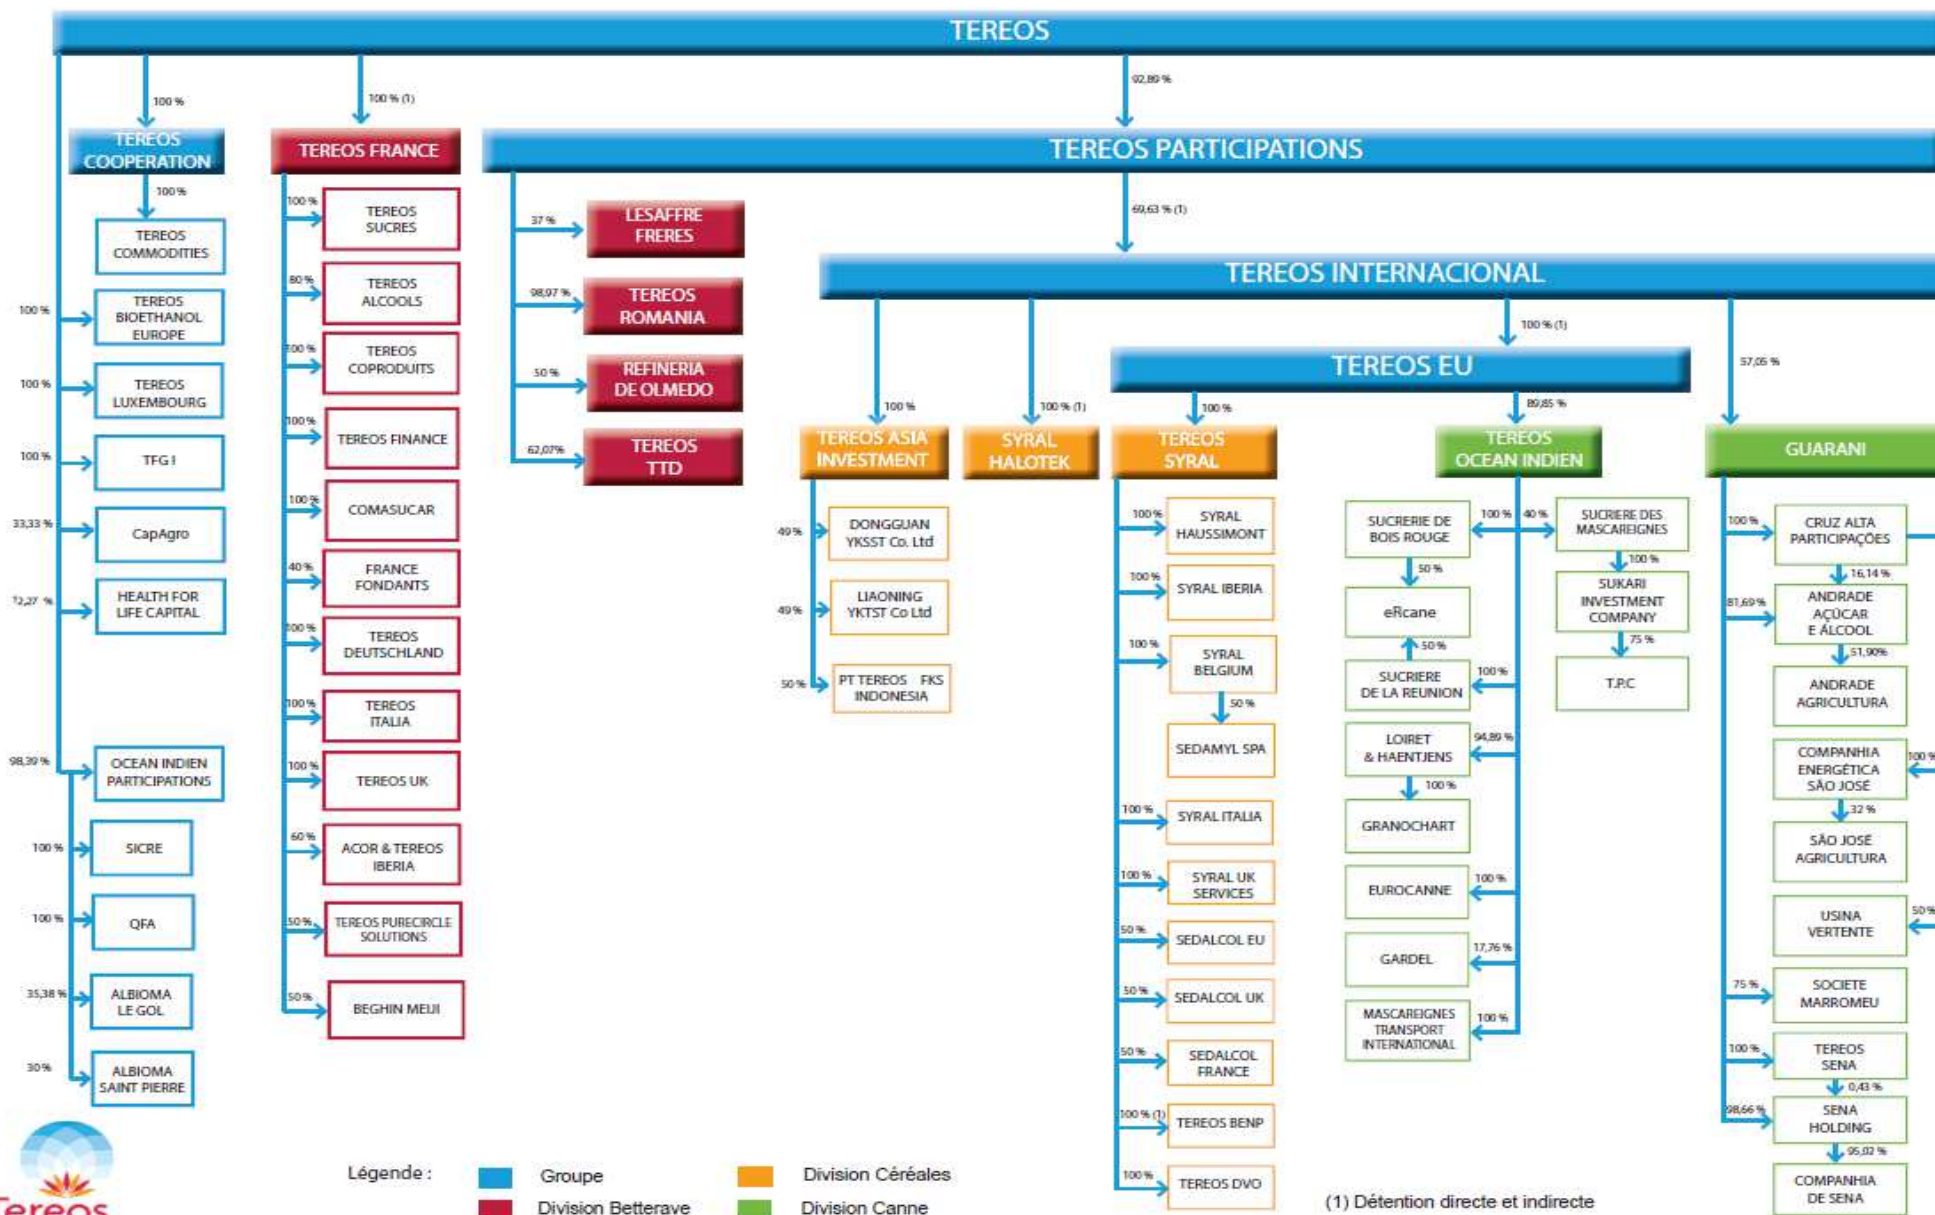 TEREOS
100 %
100 % (1)
92,89 %
TEREOS
COOPERATION
TEREOS FRANCE
TEREOS PARTICIPATIONS
100 %
TEREOS
COMMODITIES
100 %
TEREOS
BIOETHANOL
EUROPE
100 %
TEREOS
LUXEMBOURG
100 %
TFG I
33,33 %
CapAgro
HEALTH FOR
LIFE CAPITAL
98,39 %
OCEAN INDIEN
PARTICIPATIONS
100 %
SICRE
100 %
QFA
35,38 %
ALBIOMA
LE GOL
30 %
ALBIOMA
SAINT PIERRE
100 %
TEREOS
SUCRES
80 %
TEREOS
ALCOOLS
100 %
TEREOS
COPRODUITS
100 %
TEREOS FINANCE
100 %
COMASUCAR
40 %
FRANCE
FONDANTS
100 %
TEREOS
DEUTSCHLAND
100 %
TEREOS
ITALIA
100 %
TEREOS UK
60 %
ACOR & TEREOS
IBERIA
50 %
TEREOS PURECIRCLE
SOLUTIONS
50 %
BEGHIN MEIJI
37 %
LESAFFRE
FRERES
98,97 %
TEREOS
ROMANIA
50 %
REFINERIA
DE OLMEDO
62,07%
TEREOS
TTD
69,63 % (1)
TEREOS INTERNACIONAL
100 %
100 % (1)
100 % (1)
57,05 %
TEREOS EU
100 %
89,85 %
TEREOS ASIA
INVESTMENT
SYRAL
HALOTEK
TEREOS
SYRAL
TEREOS
OCEAN INDIEN
GUARANI
49 %
DONGGUAN
YKSST Co. Ltd
49 %
LIAONING
YKTST Co Ltd
50 %
PT TEREOS FKS
INDONESIA
100 %
SYRAL
HAUSSIMONT
100 %
SYRAL IBERIA
100 %
SYRAL
BELGIUM
50 %
SEDAMYL SPA
100 %
SYRAL ITALIA
100 %
SYRAL UK
SERVICES
50 %
SEDALCOL EU
50 %
SEDALCOL UK
50 %
SEDALCOL
FRANCE
100 % (1)
TEREOS BENP
100 %
TEREOS DVO
SUCRERIE DE
BOIS ROUGE
100 %
50 %
eRcane
50 %
SUCRIERE
DE LA REUNION
100 %
LOIRET
& HAENTJENS
94,89 %
100 %
GRANOCHART
EUROCANNE
100 %
GARDEL
17,76 %
MASCAREIGNES
TRANSPORT
INTERNATIONAL
100 %
40 %
SUCRIERE DES
MASCAREIGNES
100 %
SUKARI
INVESTMENT
COMPANY
75 %
T.P.C
100 %
CRUZ ALTA
PARTICIPAÇÕES
16,14 %
81,69 %
ANDRADE
AÇÚCAR
E ÁLCOOL
51,90%
ANDRADE
AGRICULTURA
COMPANHIA
ENERGÉTICA
SÃO JOSÉ
100 %
32 %
SÃO JOSÉ
AGRICULTURA
USINA
VERTENTE
50 %
75 %
SOCIETE
MARROMEU
100 %
TEREOS
SENA
0,43 %
98,66 %
SENA
HOLDING
95,02 %
COMPANHIA
DE SENA
Tereos
Légende :
Groupe
Division Céréales
Division Betterave
Division Canne
(1) Détention directe et indirecte